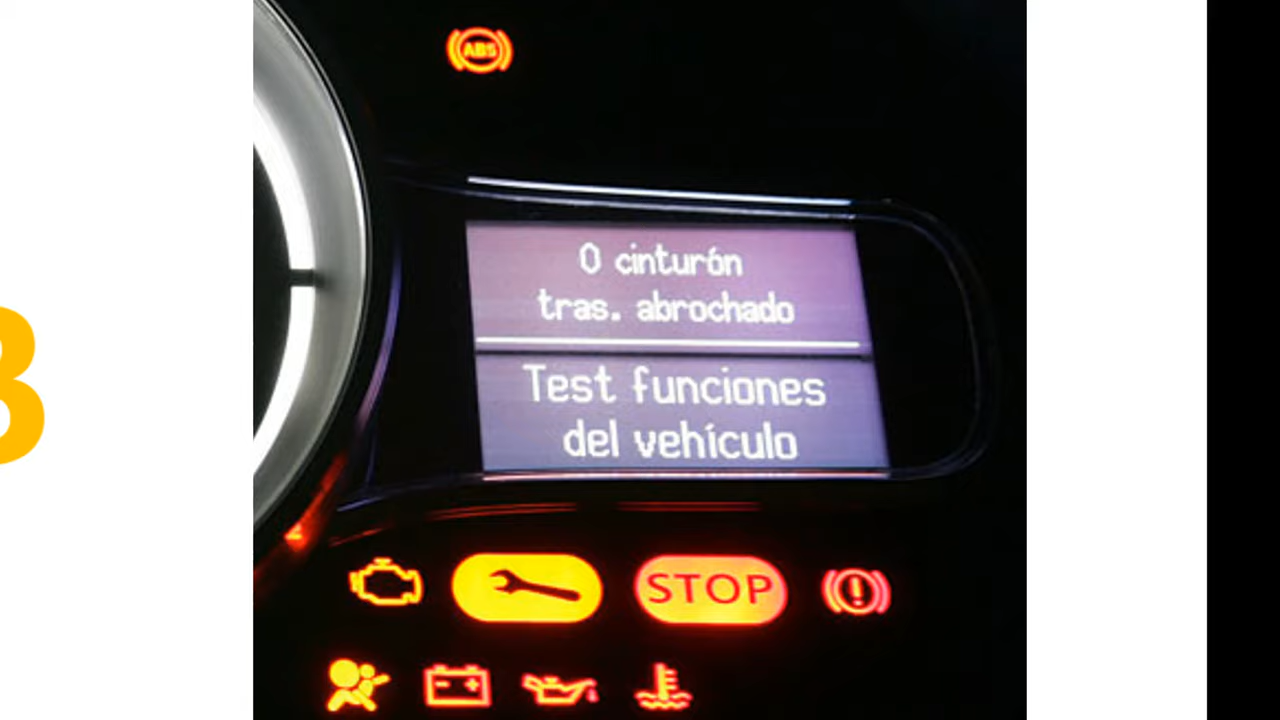 ABS
0 cinturón
tras. abrochado
Test funciones
del vehículo
STOP